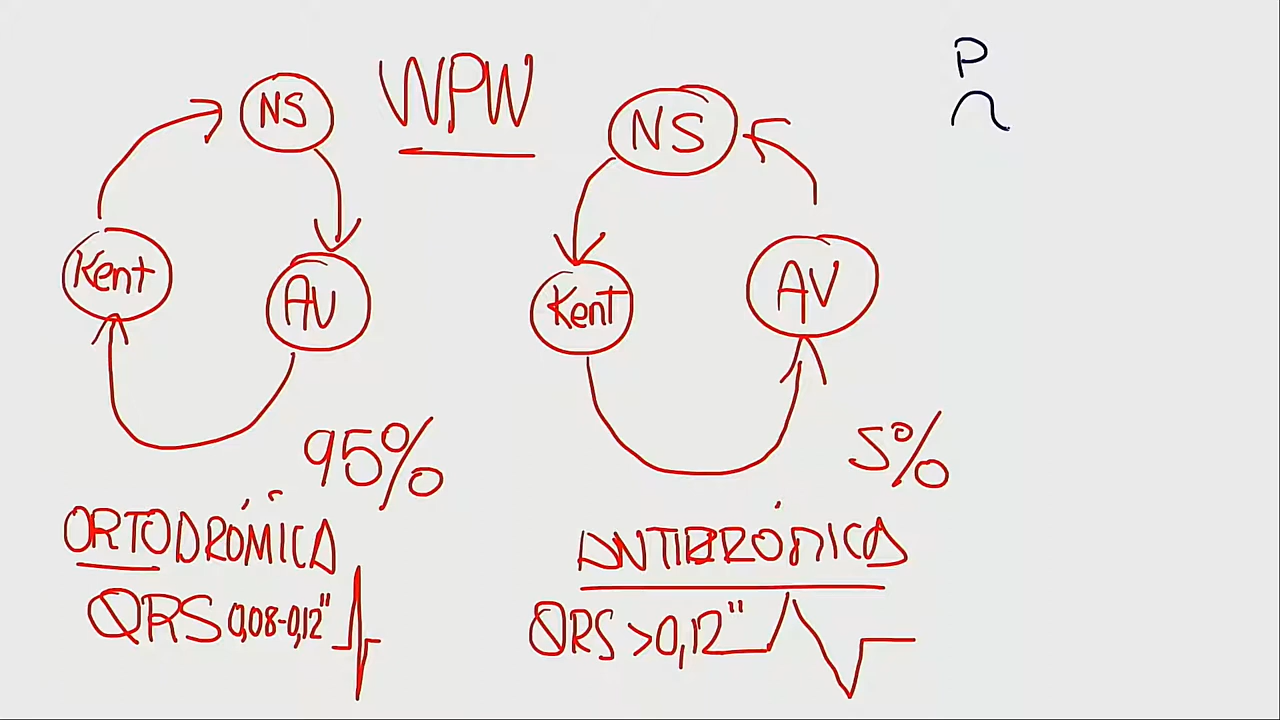 WPW
P
NS
Kent
AV
95%
ORTODRÓMICA
QRS 0,08-0,12"
NS
Kent
AV
5%
ANTIDRÓMICA
QRS >0,12"